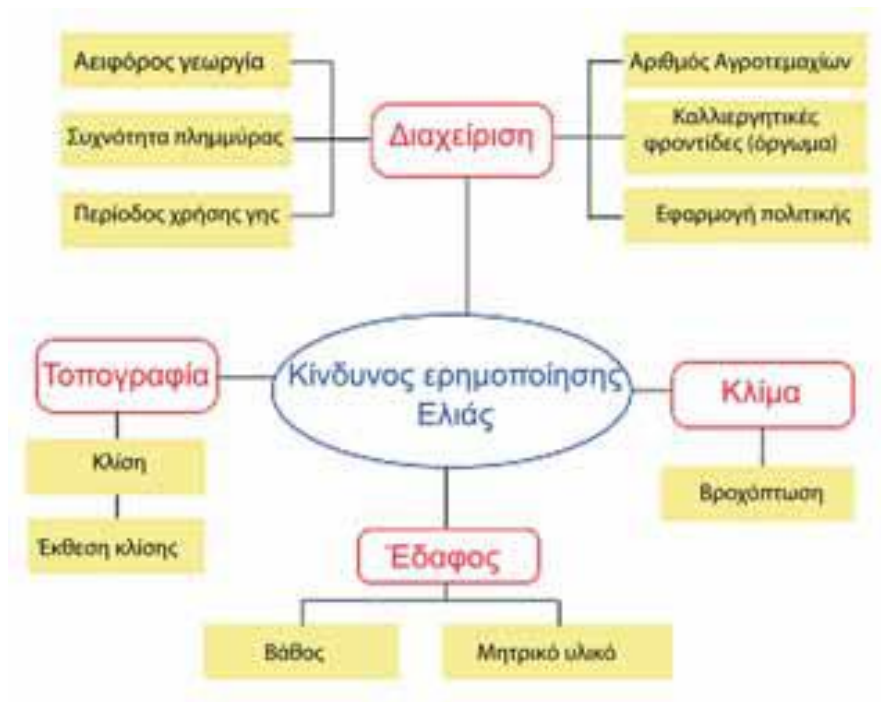 Αειφόρος γεωργία
Συχνότητα πλημμύρας
Περίοδος χρήσης γης
Διαχείριση
Αριθμός Αγροτεμαχίων
Καλλιεργητικές
φροντίδες (όργωμα)
Εφαρμογή πολιτικής
Τοπογραφία
Κλίση
Έκθεση κλίσης
Κίνδυνος ερημοποίησης
Ελιάς
Κλίμα
Βροχόπτωση
Έδαφος
Βάθος
Μητρικό υλικό